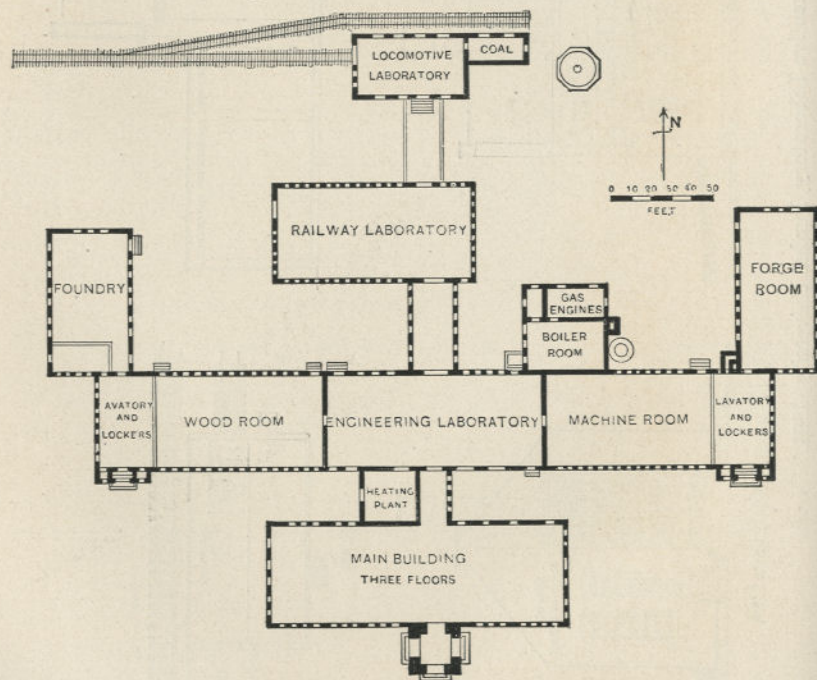 LOCOMOTIVE
LABORATORY
COAL
N
0 10 20 30 40 50
FEET
RAILWAY LABORATORY
FOUNDRY
FORGE
ROOM
GAS
ENGINES
BOILER
ROOM
AVATORY
AND
LOCKERS
WOOD ROOM
ENGINEERING LABORATORY
MACHINE ROOM
LAVATORY
AND
LOCKERS
HEATING
PLANT
MAIN BUILDING
THREE FLOORS